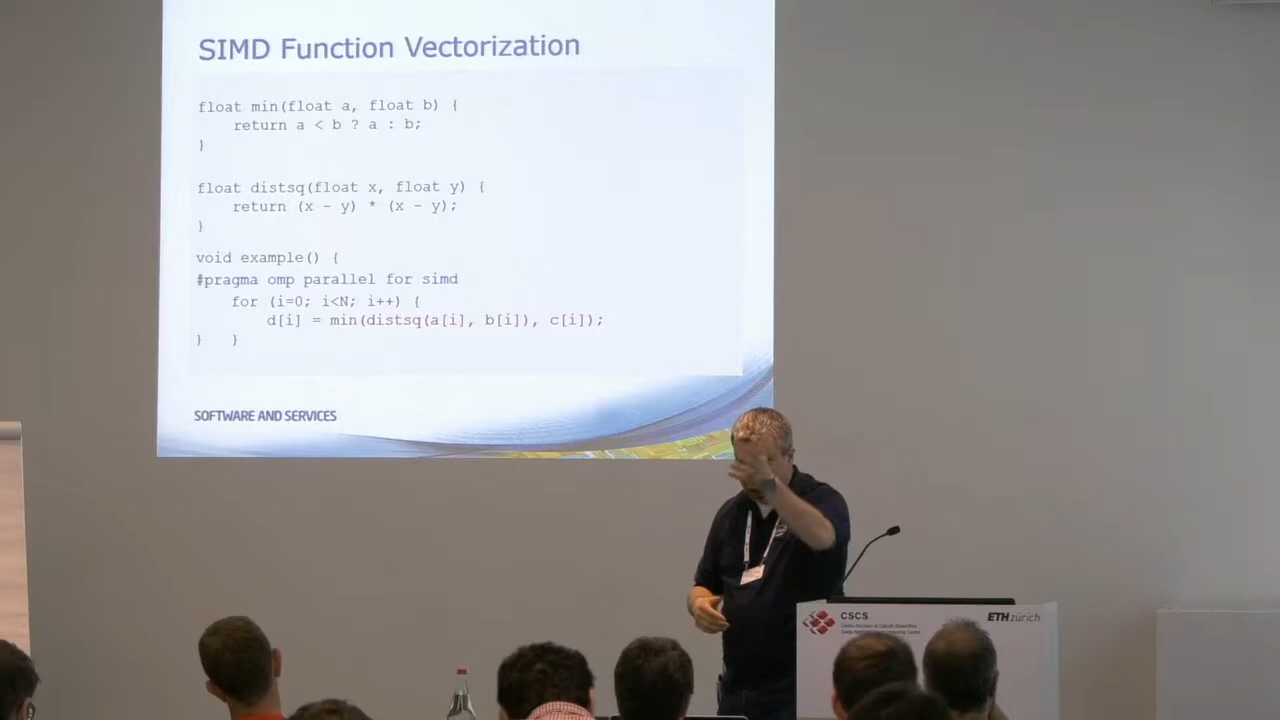 SIMD Function Vectorization
float min(float a, float b) {
    return a < b ? a : b;
}
float distsq(float x, float y) {
    return (x - y) * (x - y);
}
void example() {
#pragma omp parallel for simd
    for (i=0; i<N; i++) {
        d[i] = min(distsq(a[i], b[i]), c[i]);
}   }
SOFTWARE AND SERVICES
CSCS
ETH zürich